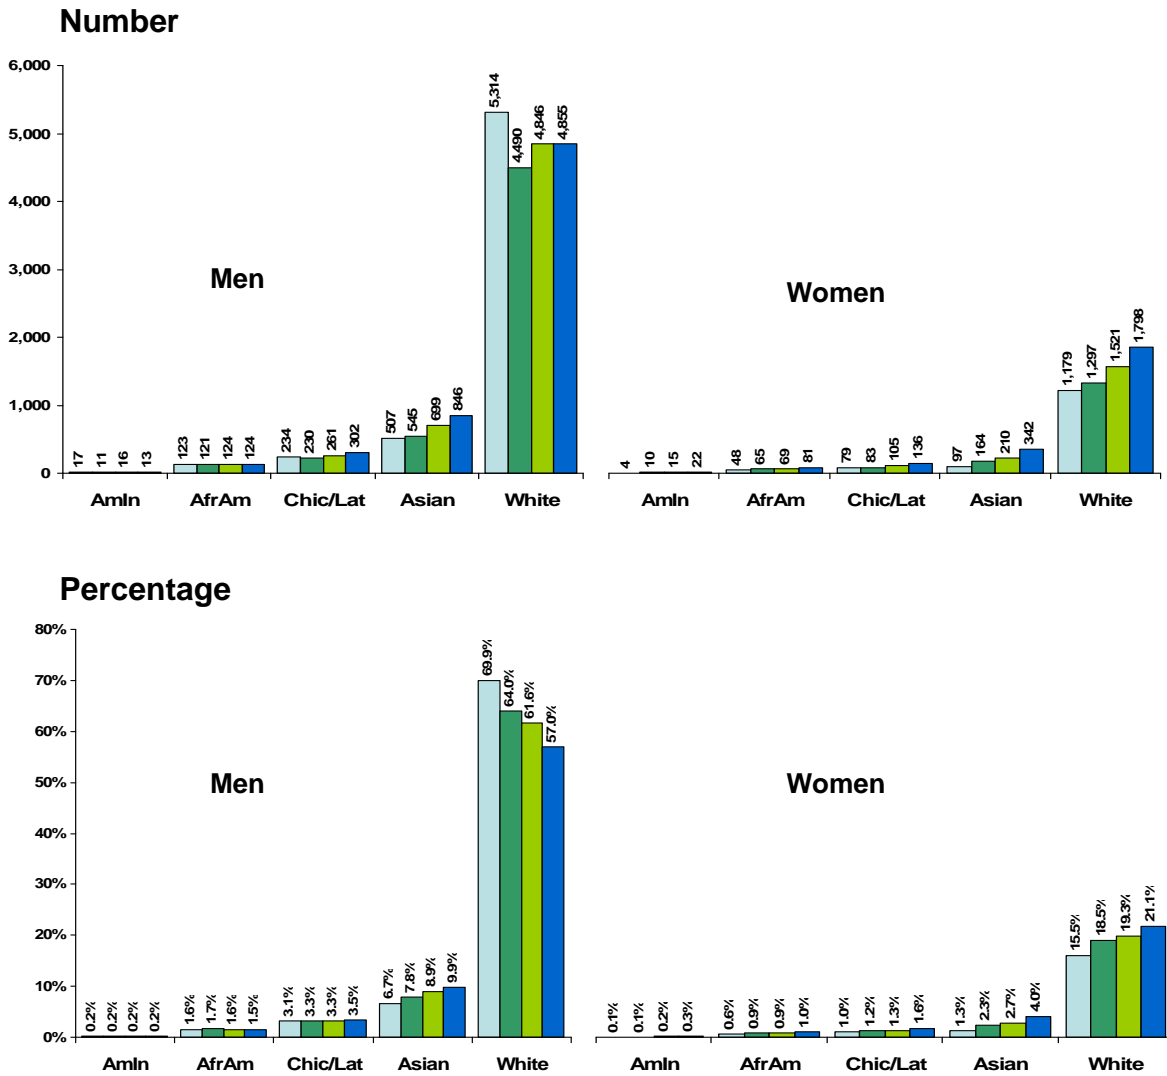 Number
6,000
5,000
4,000
3,000
2,000
1,000
0
Men
17 11 16 13 123 121 124 124 234 230 261 302 507 545 699 846 5,314 4,490 4,846 4,855
AmIn AfrAm Chic/Lat Asian White
Women
4 10 15 22 48 65 69 81 79 83 105 136 97 164 210 342 1,179 1,297 1,521 1,798
AmIn AfrAm Chic/Lat Asian White
Percentage
80%
70%
60%
50%
40%
30%
20%
10%
0%
Men
0.2% 0.2% 0.2% 0.2% 1.6% 1.7% 1.6% 1.5% 3.1% 3.3% 3.3% 3.5% 6.7% 7.8% 8.9% 9.9% 69.9% 64.0% 61.6% 57.0%
AmIn AfrAm Chic/Lat Asian White
Women
0.1% 0.1% 0.2% 0.3% 0.6% 0.9% 0.9% 1.0% 1.0% 1.2% 1.3% 1.6% 1.3% 2.3% 2.7% 4.0% 15.5% 18.5% 19.3% 21.1%
AmIn AfrAm Chic/Lat Asian White